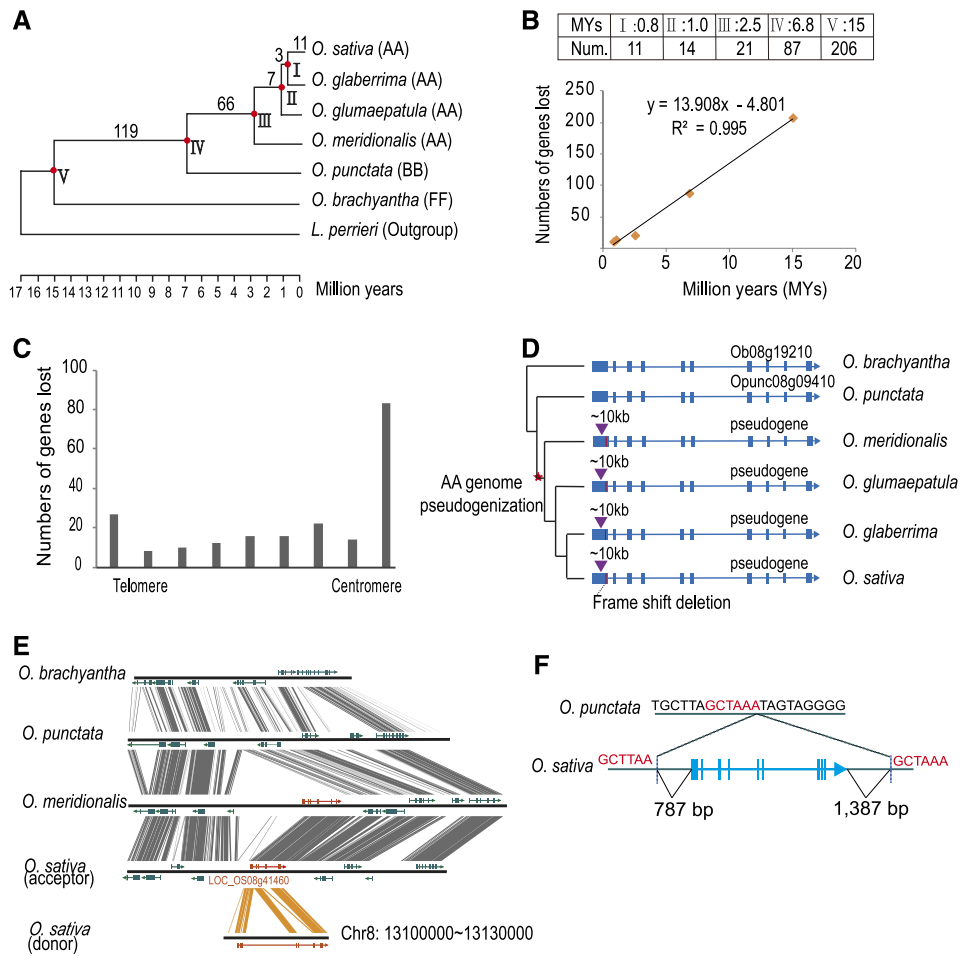 A
11
O. sativa (AA)
3
I
O. glaberrima (AA)
7
II
O. glumaepatula (AA)
66
III
O. meridionalis (AA)
119
IV
O. punctata (BB)
V
O. brachyantha (FF)
L. perrieri (Outgroup)
17 16 15 14 13 12 11 10 9 8 7 6 5 4 3 2 1 0
Million years
B
MYs Ⅰ:0.8 Ⅱ:1.0 Ⅲ:2.5 Ⅳ:6.8 Ⅴ:15
Num. 11 14 21 87 206
y = 13.908x - 4.801
R² = 0.995
Numbers of genes lost
250
200
150
100
50
0 5 10 15 20
Million years (MYs)
C
Numbers of genes lost
100
80
60
40
20
0
Telomere Centromere
D
Ob08g19210
O. brachyantha
Opunc08g09410
O. punctata
~10kb
pseudogene
O. meridionalis
~10kb
AA genome
pseudogenization
pseudogene
O. glumaepatula
~10kb
pseudogene
O. glaberrima
~10kb
pseudogene
O. sativa
Frame shift deletion
E
O. brachyantha
O. punctata
O. meridionalis
O. sativa
(acceptor)
LOC_OS08g41460
O. sativa
(donor)
Chr8: 13100000~13130000
F
O. punctata
TGCTTAGCTAAATAGTAGGGG
O. sativa
GCTTAA
GCTAAA
787 bp
1,387 bp